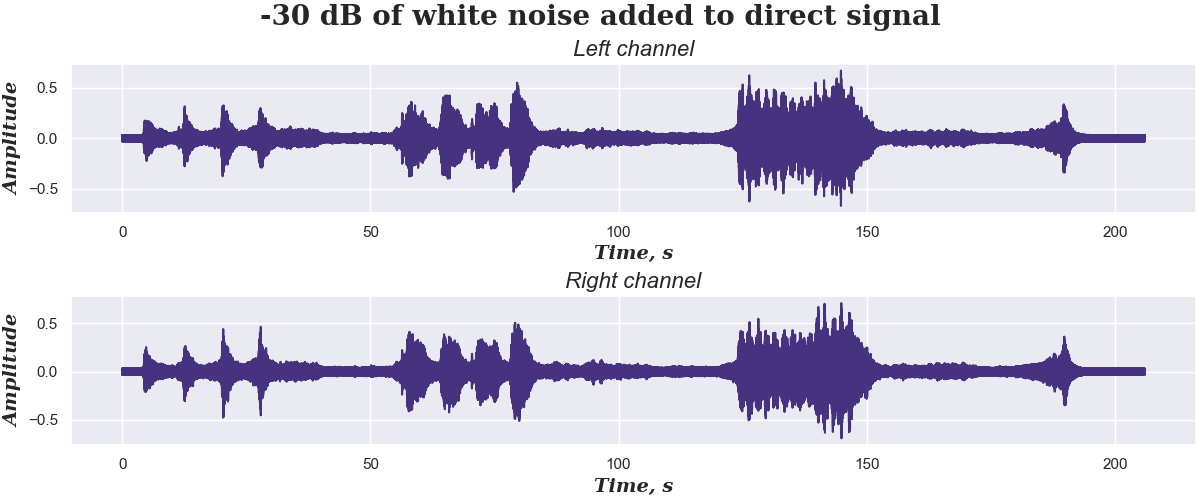 -30 dB of white noise added to direct signal
Left channel
Amplitude
0.5
0.0
−0.5
0 50 100 150 200
Time, s
Right channel
Amplitude
0.5
0.0
−0.5
0 50 100 150 200
Time, s